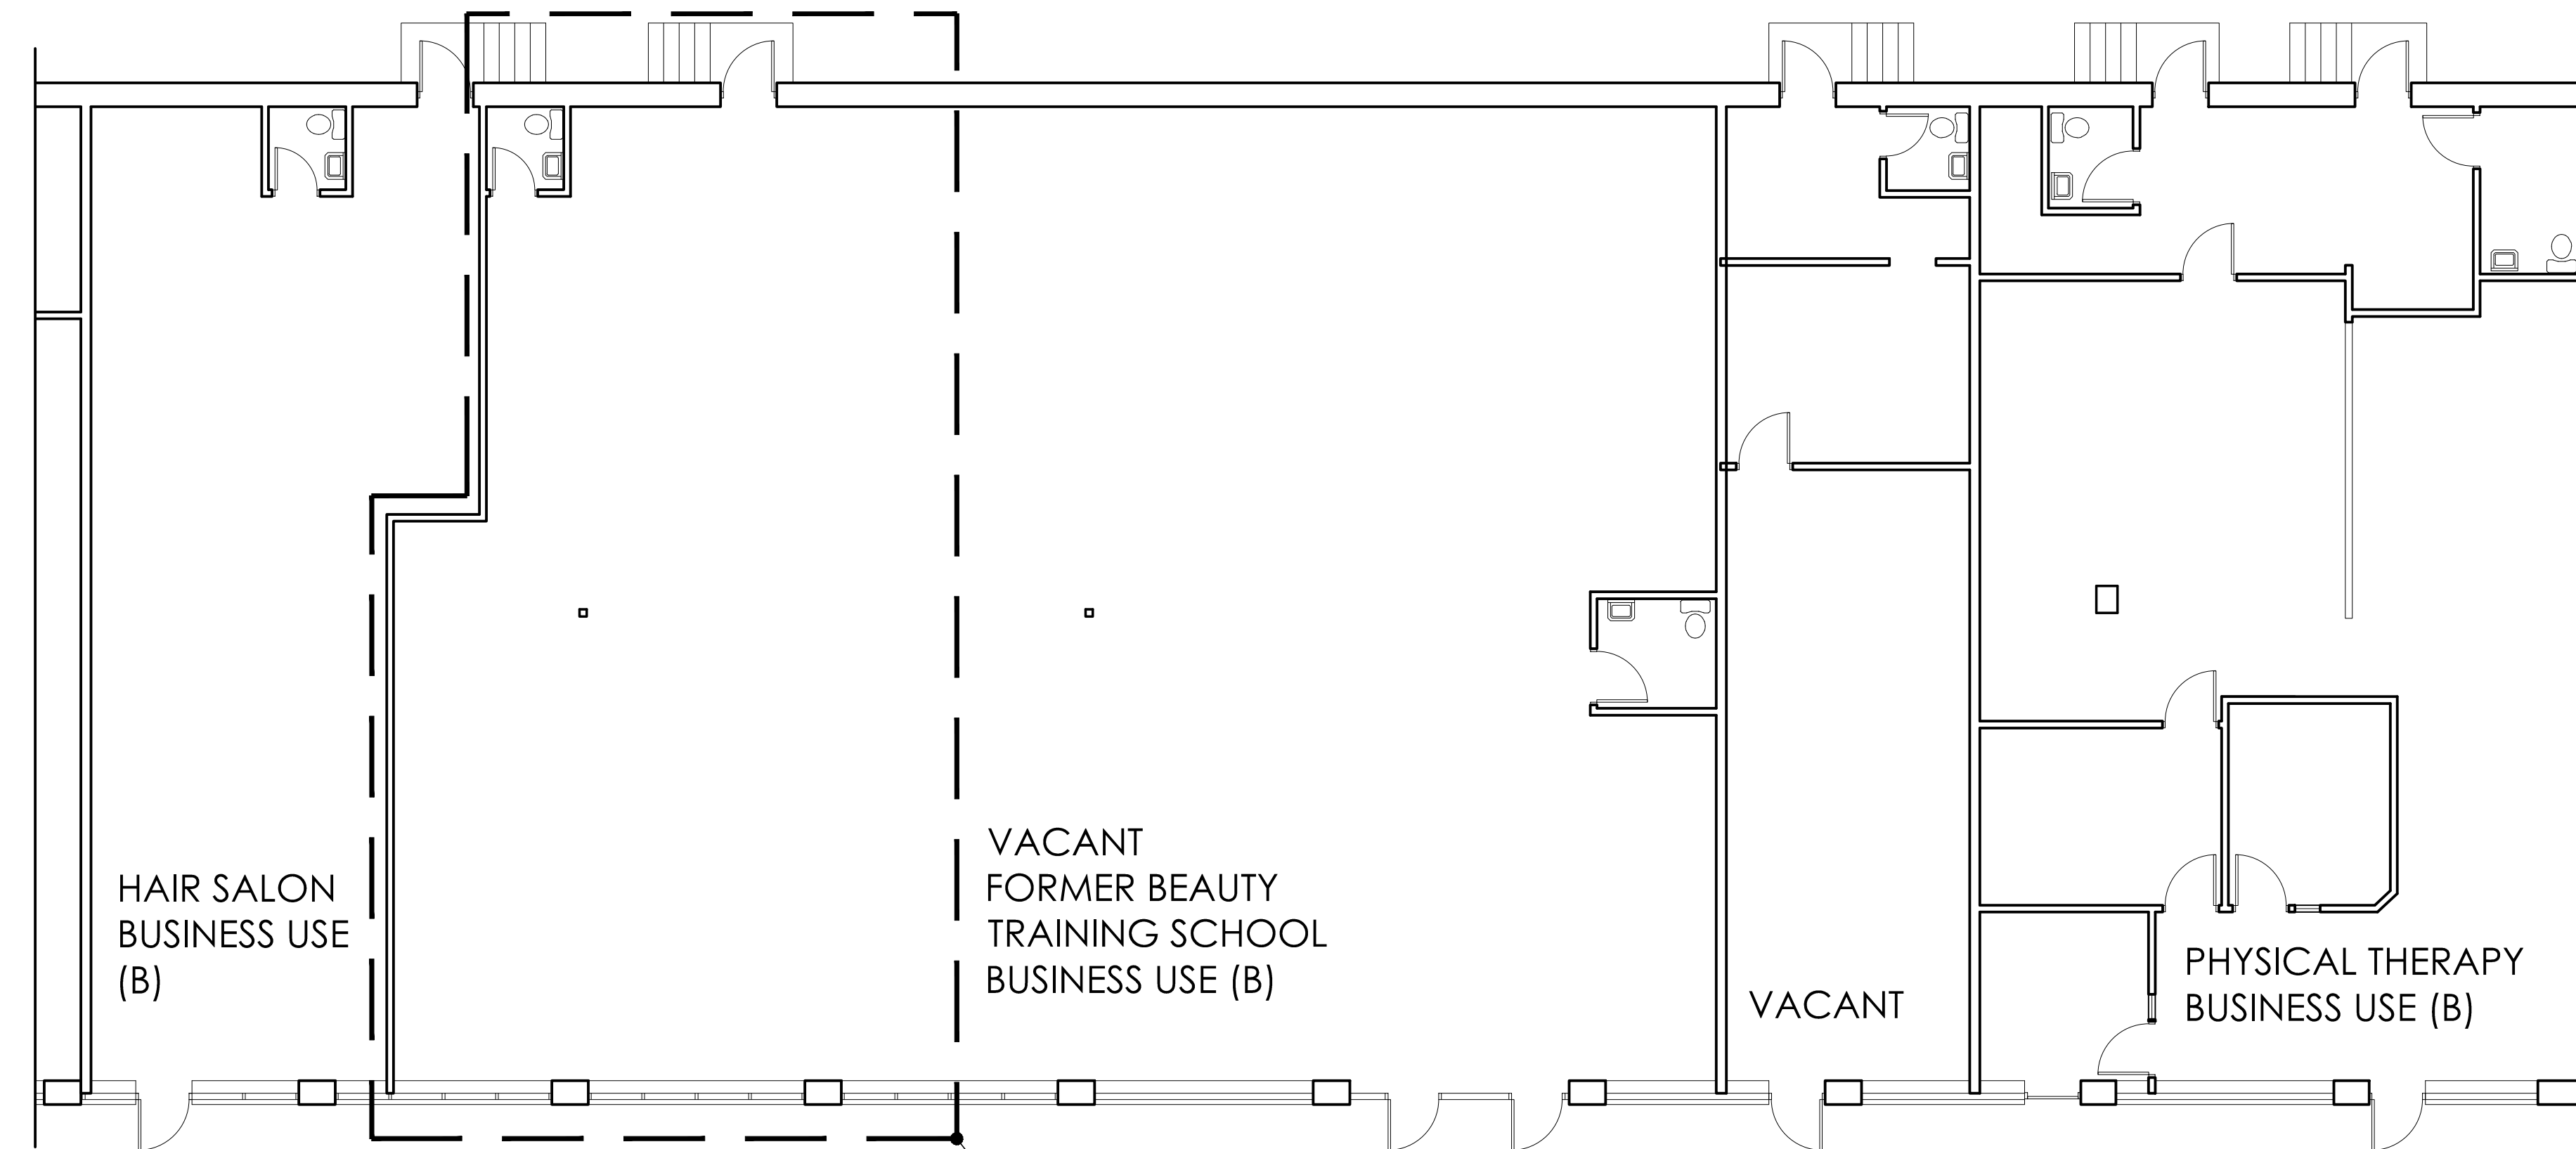 HAIR SALON
BUSINESS USE
(B)
VACANT
FORMER BEAUTY
TRAINING SCHOOL
BUSINESS USE (B)
VACANT
PHYSICAL THERAPY
BUSINESS USE (B)